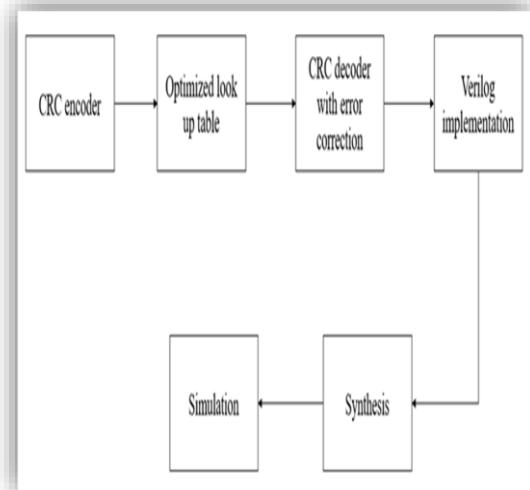 CRC encoder
Optimized look
up table
CRC decoder
with error
correction
Verilog
implementation
Simulation
Synthesis